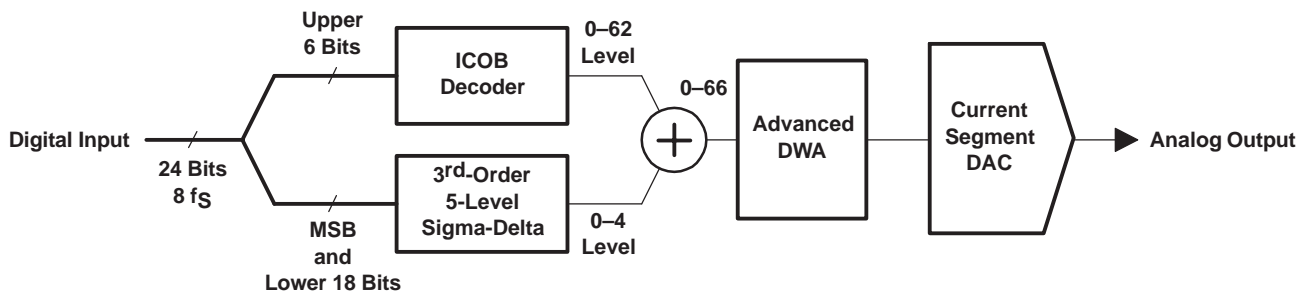 Upper
6 Bits
ICOB
Decoder
0–62
Level
0–66
Digital Input
24 Bits
8 fS
Advanced
DWA
Current
Segment
DAC
Analog Output
3rd-Order
5-Level
Sigma-Delta
0–4
Level
MSB
and
Lower 18 Bits